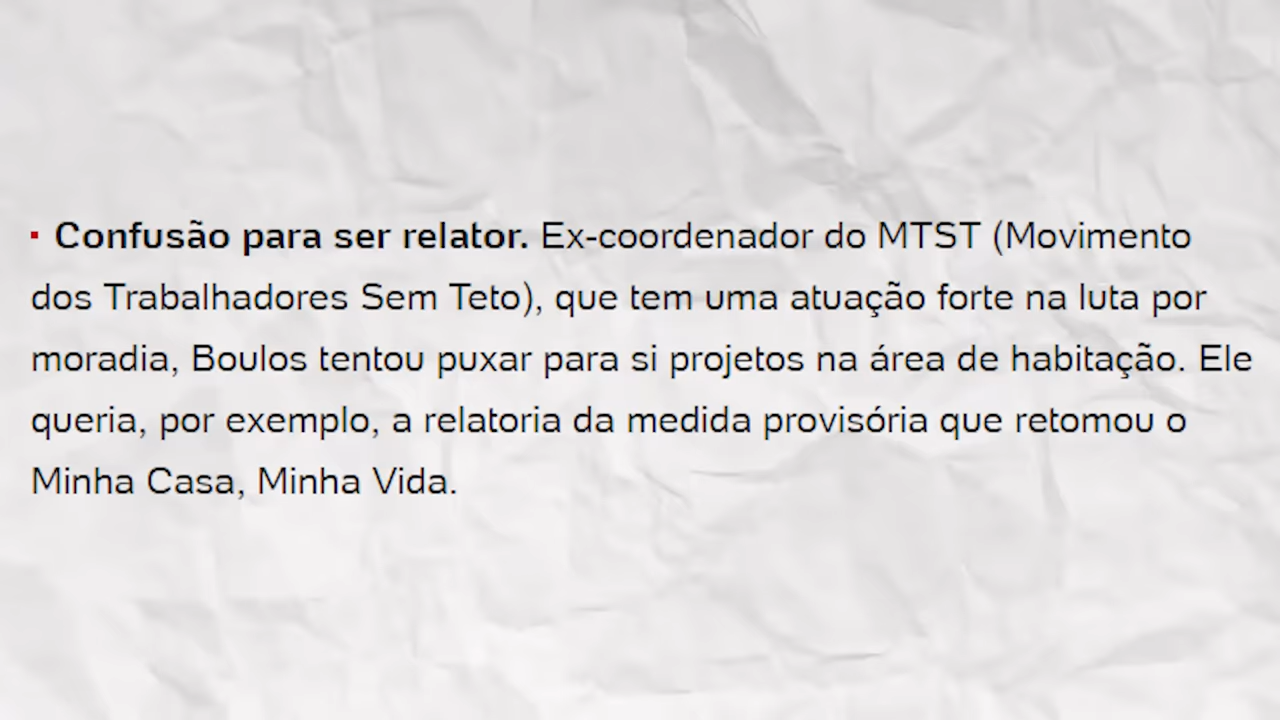 ▪ Confusão para ser relator. Ex-coordenador do MTST (Movimento
dos Trabalhadores Sem Teto), que tem uma atuação forte na luta por
moradia, Boulos tentou puxar para si projetos na área de habitação. Ele
queria, por exemplo, a relatoria da medida provisória que retomou o
Minha Casa, Minha Vida.